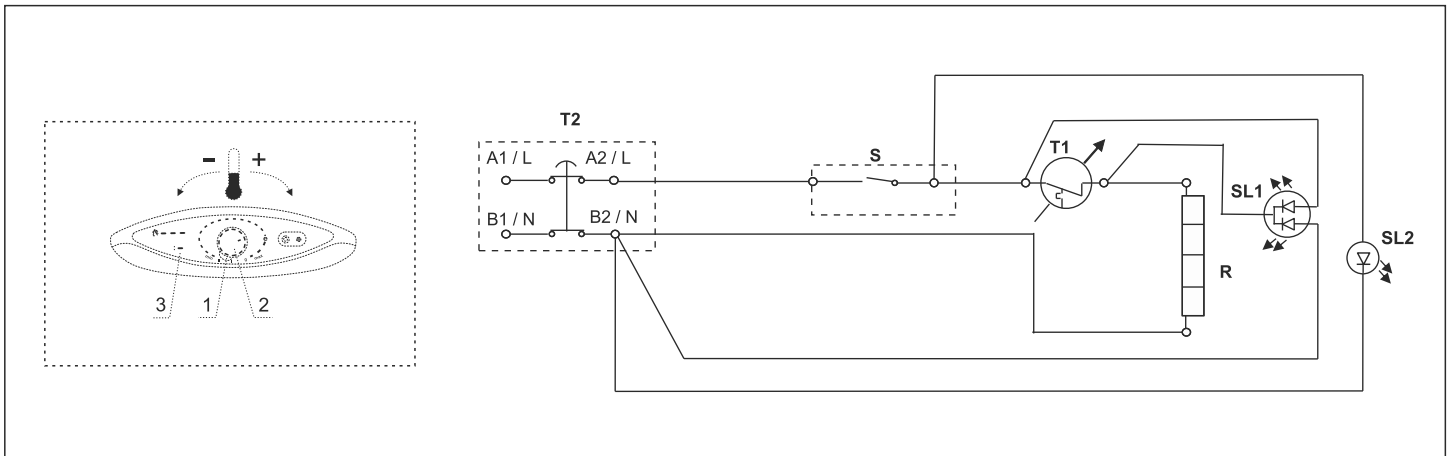 - +
3 1 2
T2
A1 / L A2 / L
B1 / N B2 / N
S
T1
SL1
SL2
R